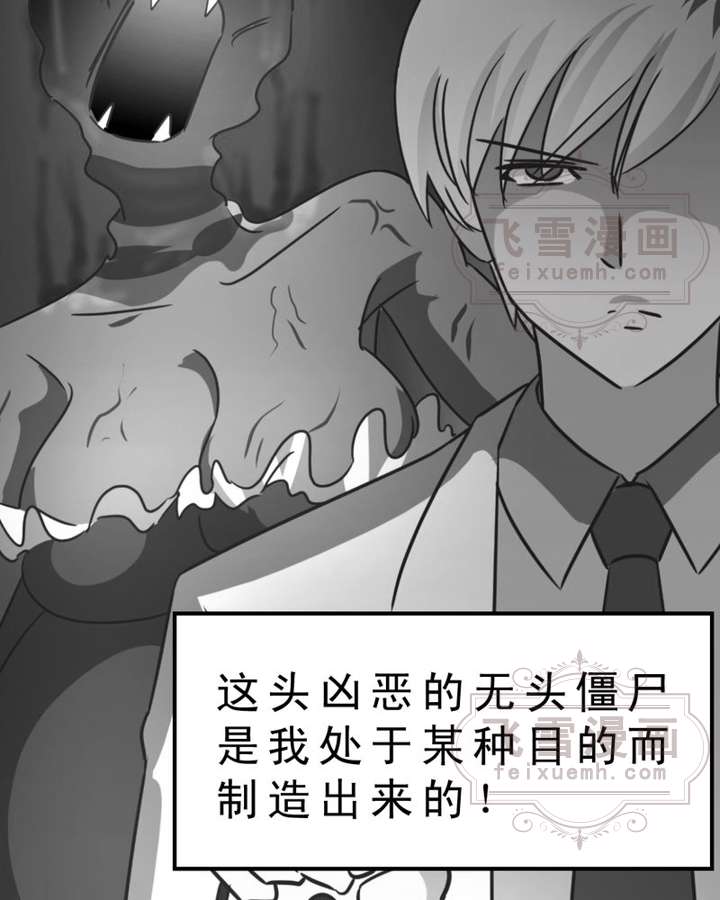 飞雪漫画
feixuemh.com
这头凶恶的无头僵尸
是我处于某种目的而
制造出来的！
飞雪漫画
feixuemh.com